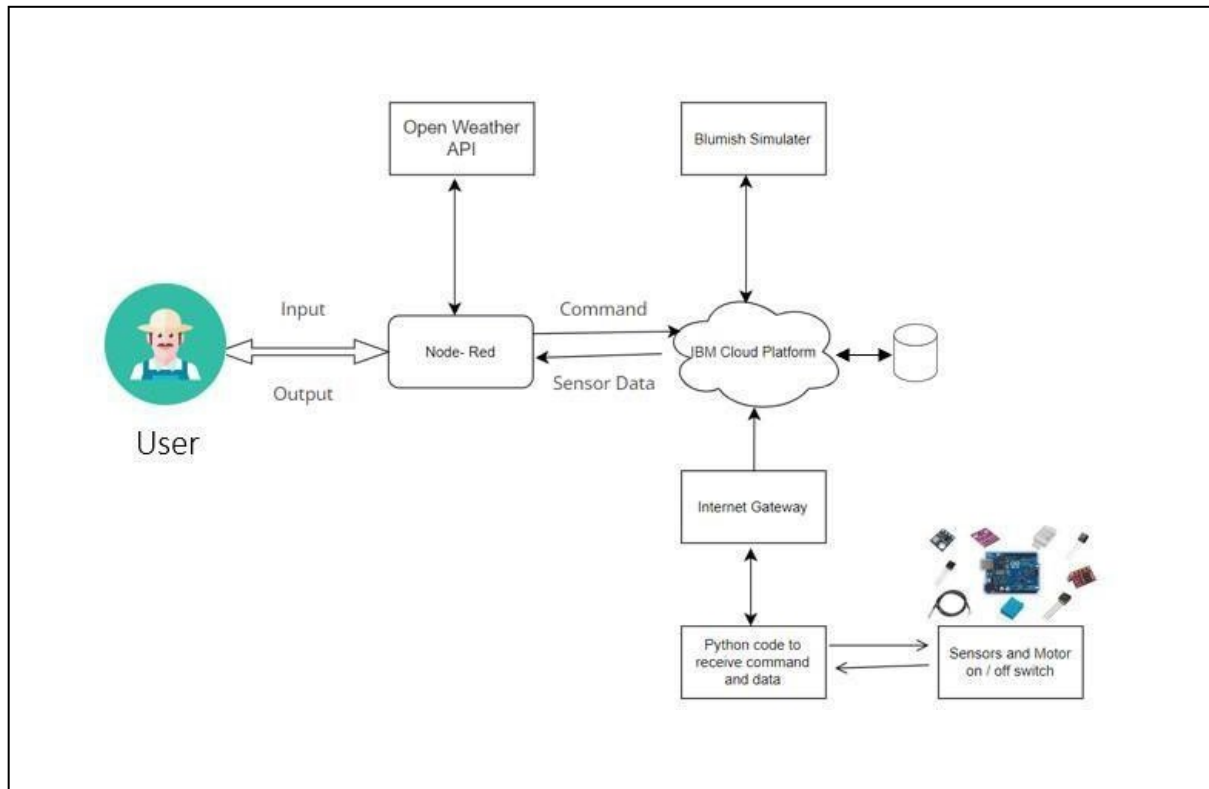 Open Weather
API
Blumish Simulater
Input
Command
Node- Red
IBM Cloud Platform
Output
Sensor Data
User
Internet Gateway
Python code to
receive command
and data
Sensors and Motor
on / off switch